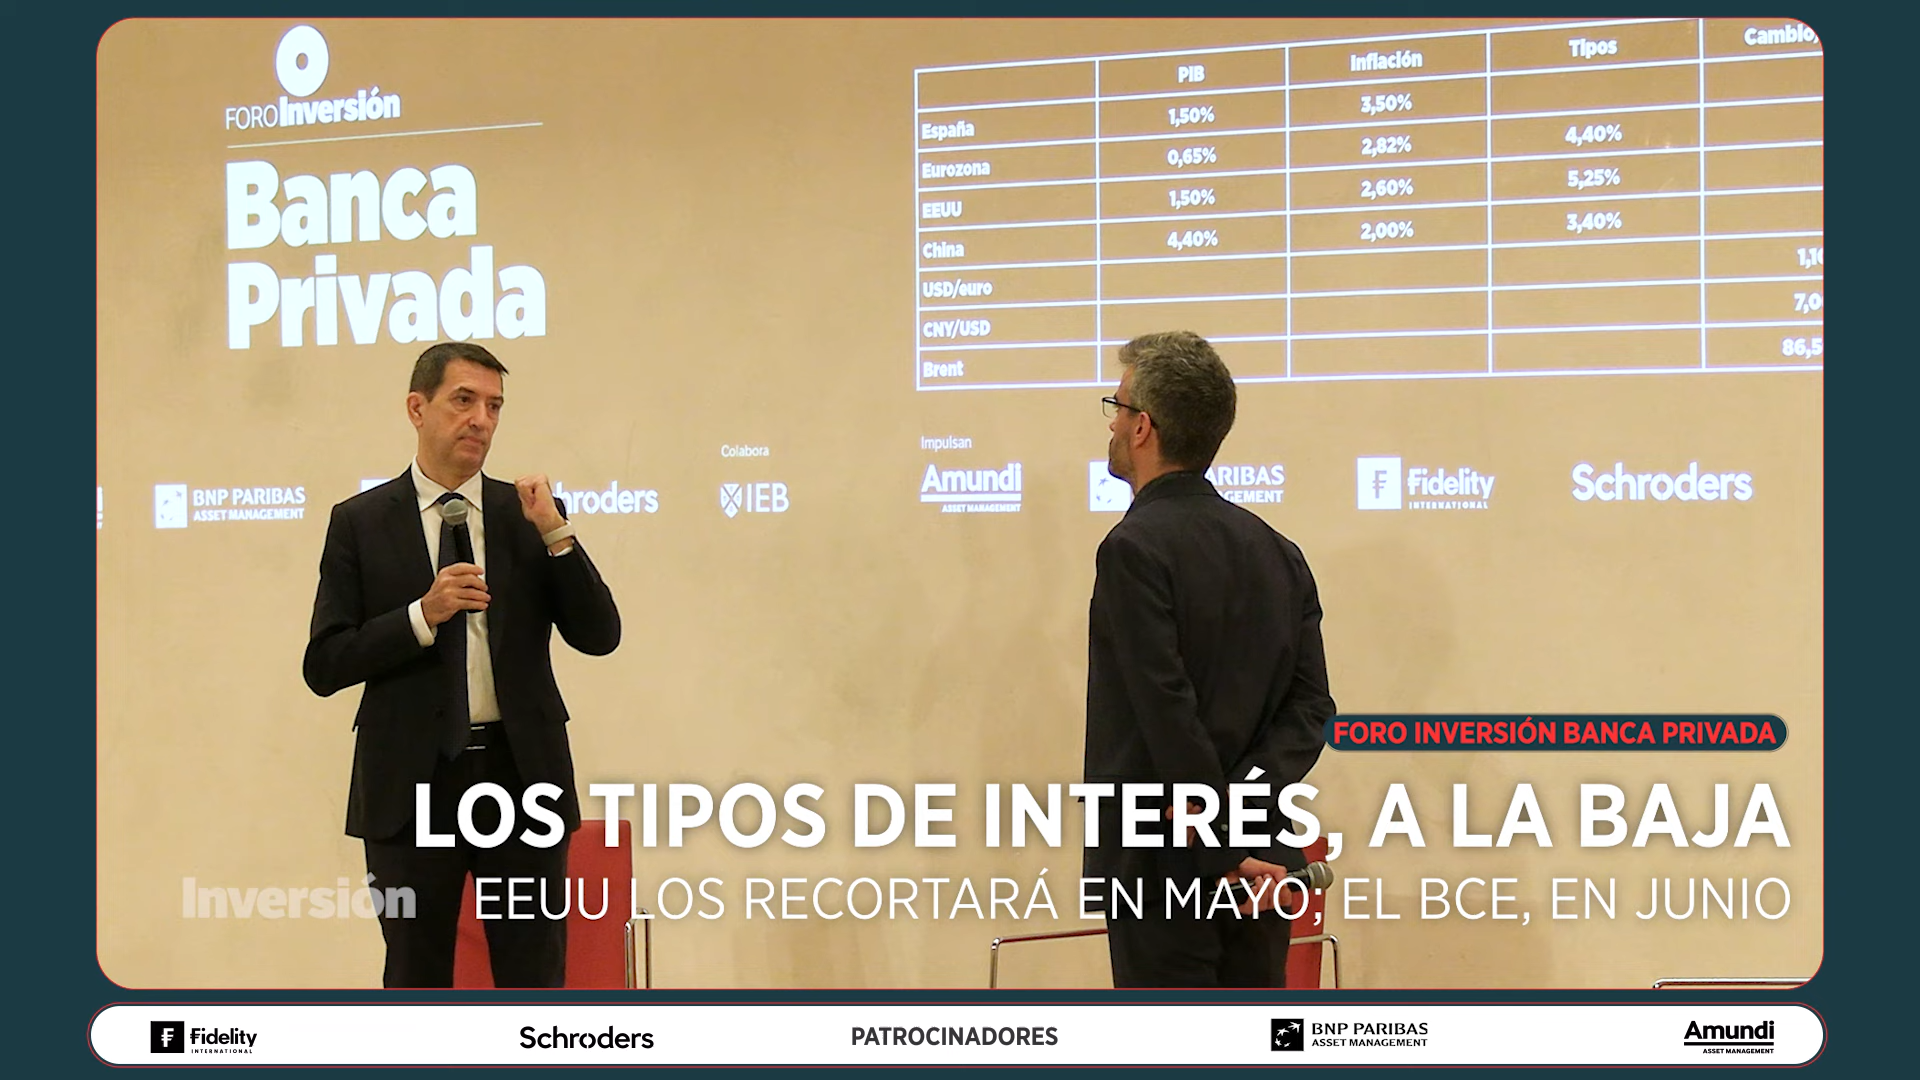 FOROInversión
Banca
Privada
PIB Inflación Tipos
España 1,50% 3,50%
Eurozona 0,65% 2,82% 4,40%
EEUU 1,50% 2,60% 5,25%
China 4,40% 2,00% 3,40%
USD/euro
CNY/USD
Brent
Colabora
Impulsan
BNP PARIBAS
ASSET MANAGEMENT
IEB
Amundi
ASSET MANAGEMENT
Fidelity
INTERNATIONAL
Schroders
FORO INVERSIÓN BANCA PRIVADA
LOS TIPOS DE INTERÉS, A LA BAJA
EEUU LOS RECORTARÁ EN MAYO; EL BCE, EN JUNIO
Inversión
Fidelity
INTERNATIONAL
Schroders
PATROCINADORES
BNP PARIBAS
ASSET MANAGEMENT
Amundi
ASSET MANAGEMENT